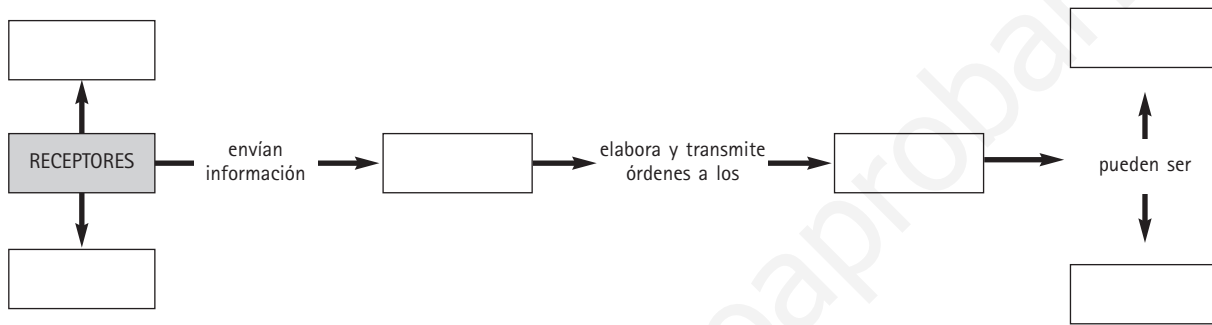 RECEPTORES
envían
información
elabora y transmite
órdenes a los
pueden ser